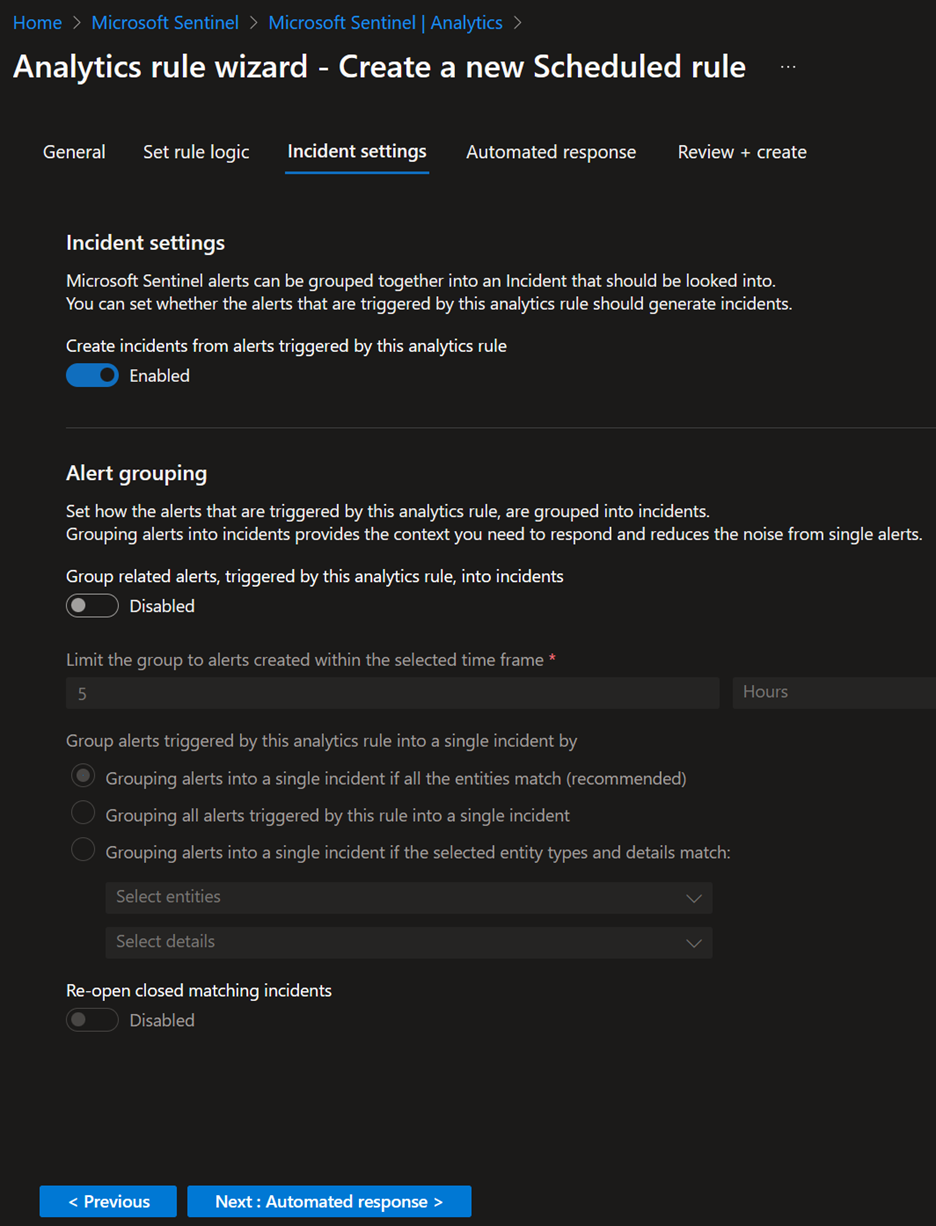 Home > Microsoft Sentinel > Microsoft Sentinel | Analytics >
Analytics rule wizard - Create a new Scheduled rule ...
General Set rule logic Incident settings Automated response Review + create
Incident settings
Microsoft Sentinel alerts can be grouped together into an Incident that should be looked into.
You can set whether the alerts that are triggered by this analytics rule should generate incidents.
Create incidents from alerts triggered by this analytics rule
Enabled
Alert grouping
Set how the alerts that are triggered by this analytics rule, are grouped into incidents.
Grouping alerts into incidents provides the context you need to respond and reduces the noise from single alerts.
Group related alerts, triggered by this analytics rule, into incidents
Disabled
Limit the group to alerts created within the selected time frame *
5 Hours
Group alerts triggered by this analytics rule into a single incident by
Grouping alerts into a single incident if all the entities match (recommended)
Grouping all alerts triggered by this rule into a single incident
Grouping alerts into a single incident if the selected entity types and details match:
Select entities
Select details
Re-open closed matching incidents
Disabled
< Previous Next : Automated response >